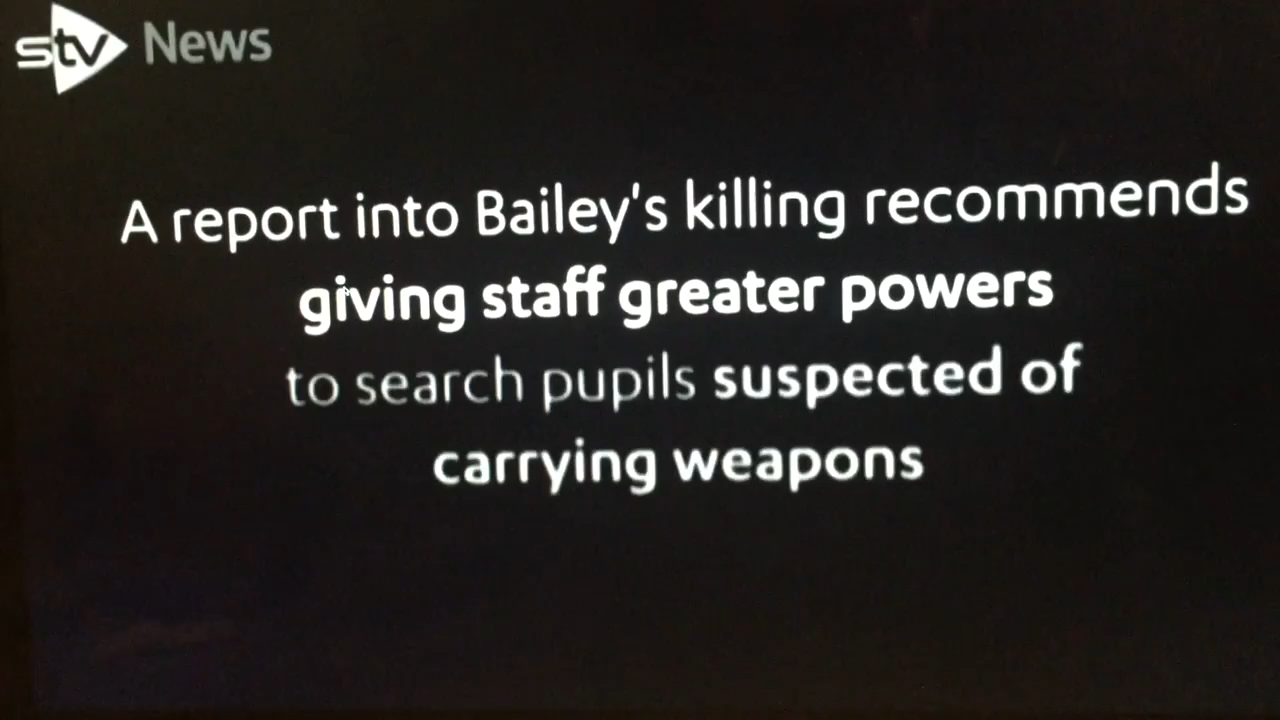 stv News
A report into Bailey's killing recommends
giving staff greater powers
to search pupils suspected of
carrying weapons